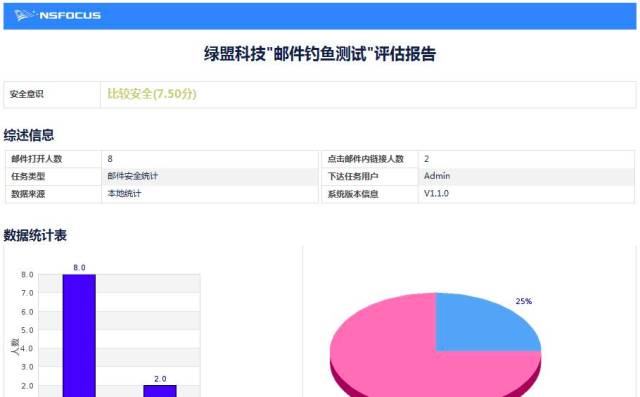 NSFOCUS
绿盟科技"邮件钓鱼测试"评估报告
安全意识 比较安全(7.50分)
综述信息
邮件打开人数 8 点击邮件内链接人数 2
任务类型 邮件安全统计 下达任务用户 Admin
数据来源 本地统计 系统版本信息 V1.1.0
数据统计表
8.0
25%
8.0
7.0
6.0
5.0
4.0
3.0
2.0
人数
2.0